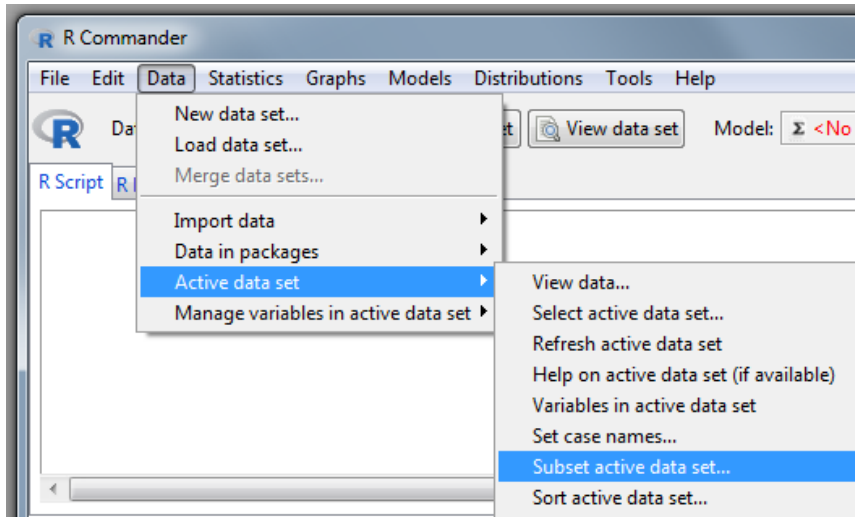 R Commander
File Edit Data Statistics Graphs Models Distributions Tools Help
R Da View data set Model: Σ <No
R Script R
New data set...
Load data set...
Merge data sets...
Import data
Data in packages
Active data set
Manage variables in active data set
View data...
Select active data set...
Refresh active data set
Help on active data set (if available)
Variables in active data set
Set case names...
Subset active data set...
Sort active data set...